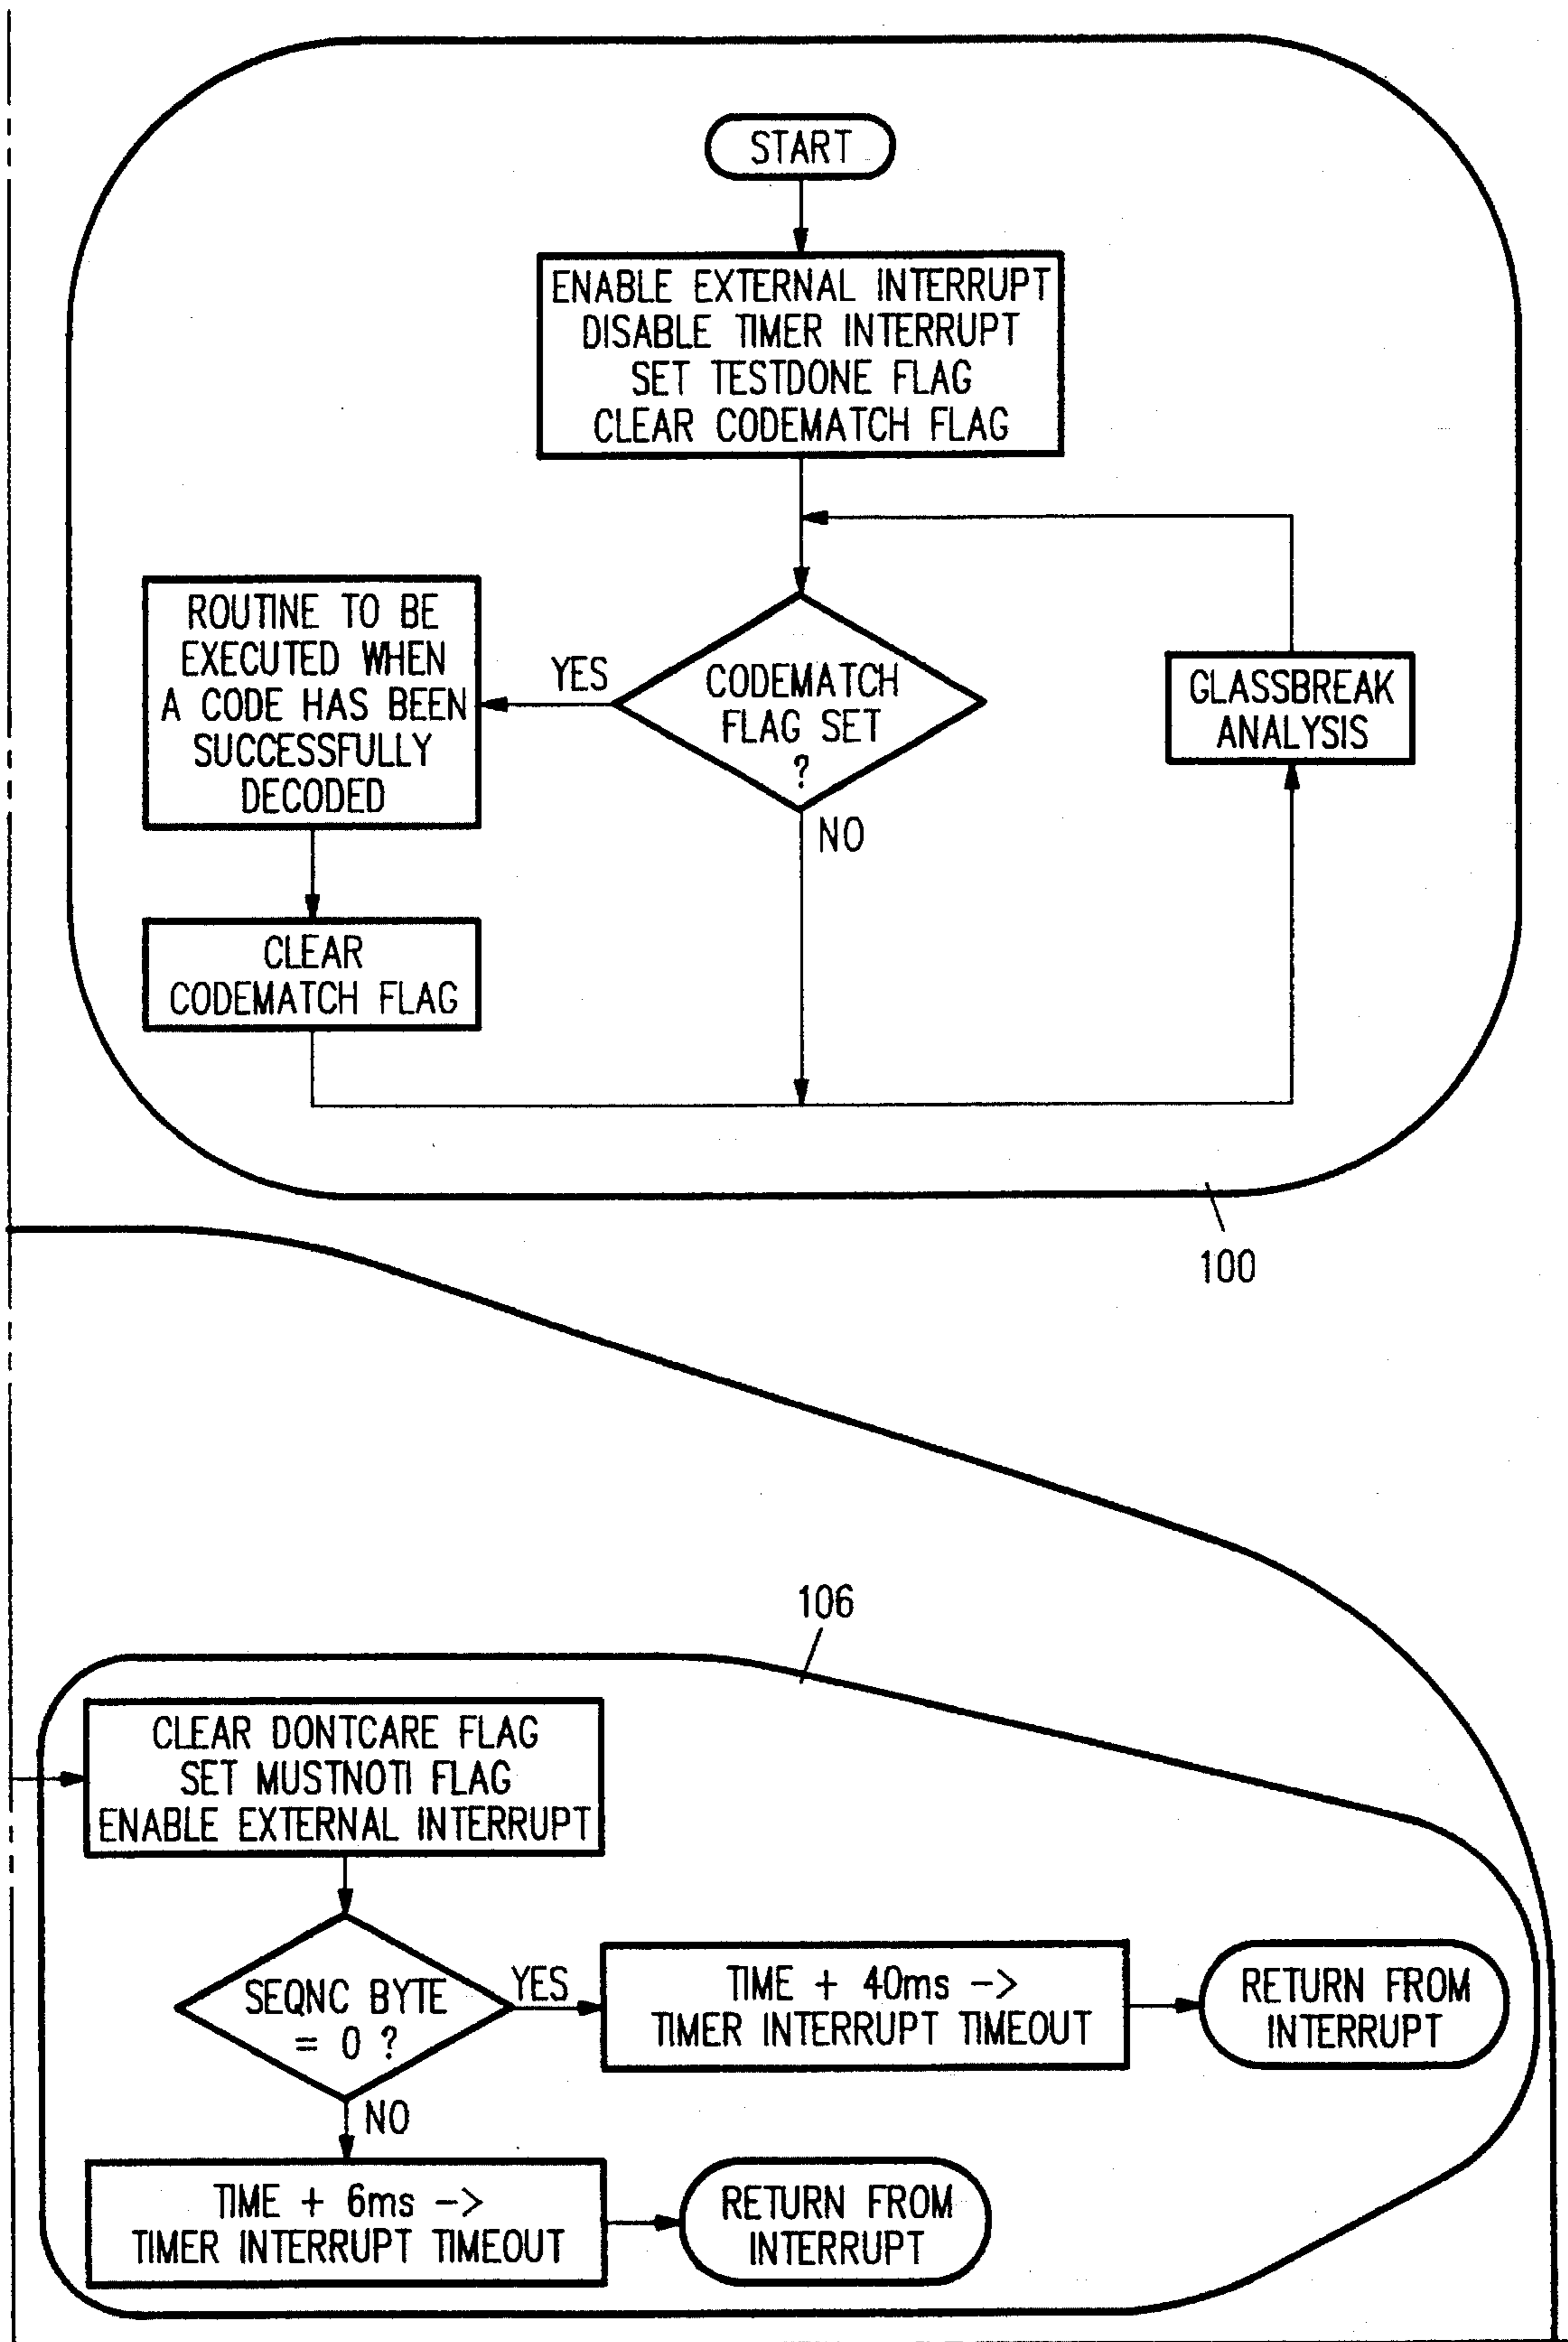 START
ENABLE EXTERNAL INTERRUPT
DISABLE TIMER INTERRUPT
SET TESTDONE FLAG
CLEAR CODEMATCH FLAG
ROUTINE TO BE
EXECUTED WHEN
A CODE HAS BEEN
SUCCESSFULLY
DECODED
YES
CODEMATCH
FLAG SET
?
NO
GLASSBREAK
ANALYSIS
CLEAR
CODEMATCH FLAG
100
106
CLEAR DONTCARE FLAG
SET MUSTNOTI FLAG
ENABLE EXTERNAL INTERRUPT
SEQNC BYTE
= 0 ?
YES
TIME + 40ms ->
TIMER INTERRUPT TIMEOUT
RETURN FROM
INTERRUPT
NO
TIME + 6ms ->
TIMER INTERRUPT TIMEOUT
RETURN FROM
INTERRUPT